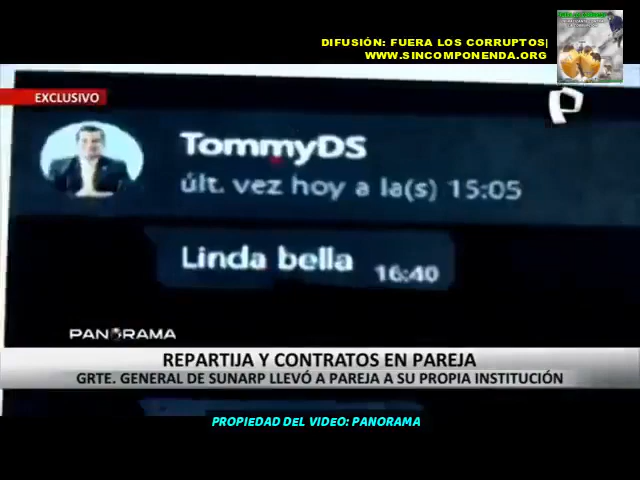 DIFUSIÓN: FUERA LOS CORRUPTOS|
WWW.SINCOMPONENDA.ORG
EXCLUSIVO
TommyDS
últ. vez hoy a la(s) 15:05
Linda bella 16:40
PANORAMA
REPARTIJA Y CONTRATOS EN PAREJA
GRTE. GENERAL DE SUNARP LLEVÓ A PAREJA A SU PROPIA INSTITUCIÓN
PROPIEDAD DEL VIDEO: PANORAMA